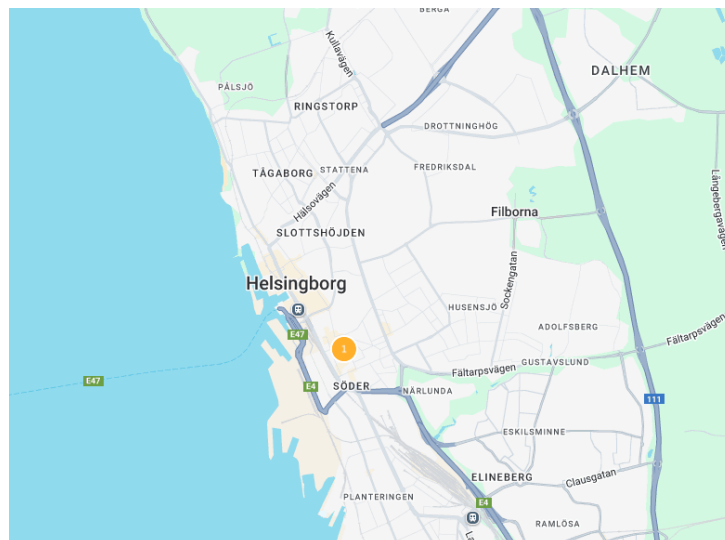 BERGA
Kullavägen
DALHEM
PÅLSJÖ
RINGSTORP
DROTTNINGHÖG
STATTENA
FREDRIKSDAL
TÅGABORG
Långebergavägen
Hälsovägen
Filborna
SLOTTSHÖJDEN
Sockengatan
Helsingborg
HUSENSJÖ
ADOLFSBERG
E47
Fältarpsvägen
1
GUSTAVSLUND
Fältarpsvägen
E47
E4
SÖDER
NÄRLUNDA
111
ESKILSMINNE
ELINEBERG
Clausgatan
PLANTERINGEN
E4
RAMLÖSA
La